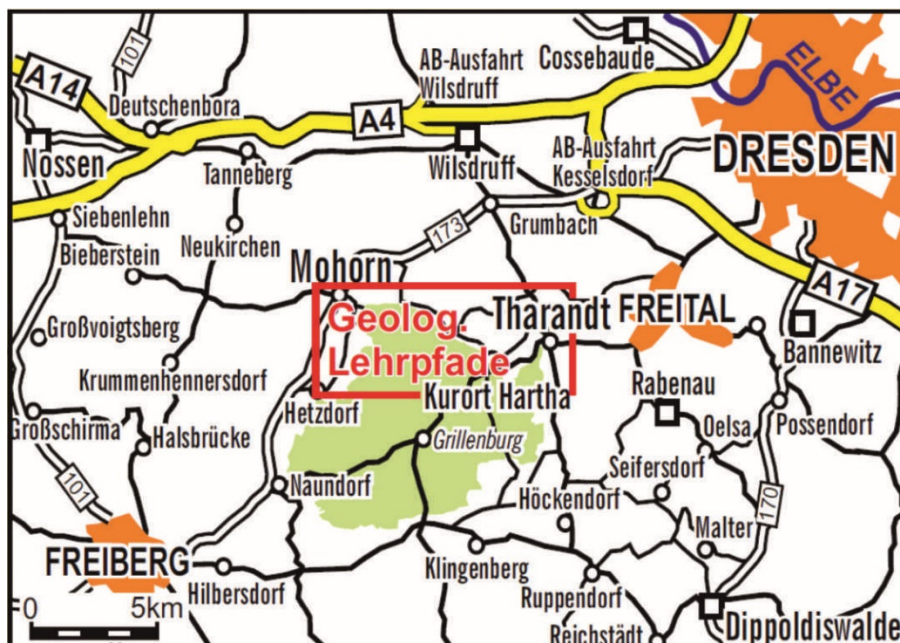 101
AB-Ausfahrt
Wilsdruff
Cossebaude
ELBE
A14
Deutschenbora
A4
Nossen
Tanneberg
Wilsdruff
AB-Ausfahrt
Kesselsdorf
DRESDEN
Siebenlehn
Bieberstein
Neukirchen
173
Grumbach
Mohorn
A17
Großvoigtsberg
Geolog.
Lehrpfade
Tharandt
FREITAL
Bannewitz
Krummenhennersdorf
Hetzdorf
Kurort Hartha
Rabenau
Großschirma
Halsbrücke
Grillenburg
Oelsa
Possendorf
101
Naundorf
Seifersdorf
Höckendorf
170
Malter
FREIBERG
Hilbersdorf
Klingenberg
Ruppendorf
0
5km
Reichstädt
Dippoldiswalde